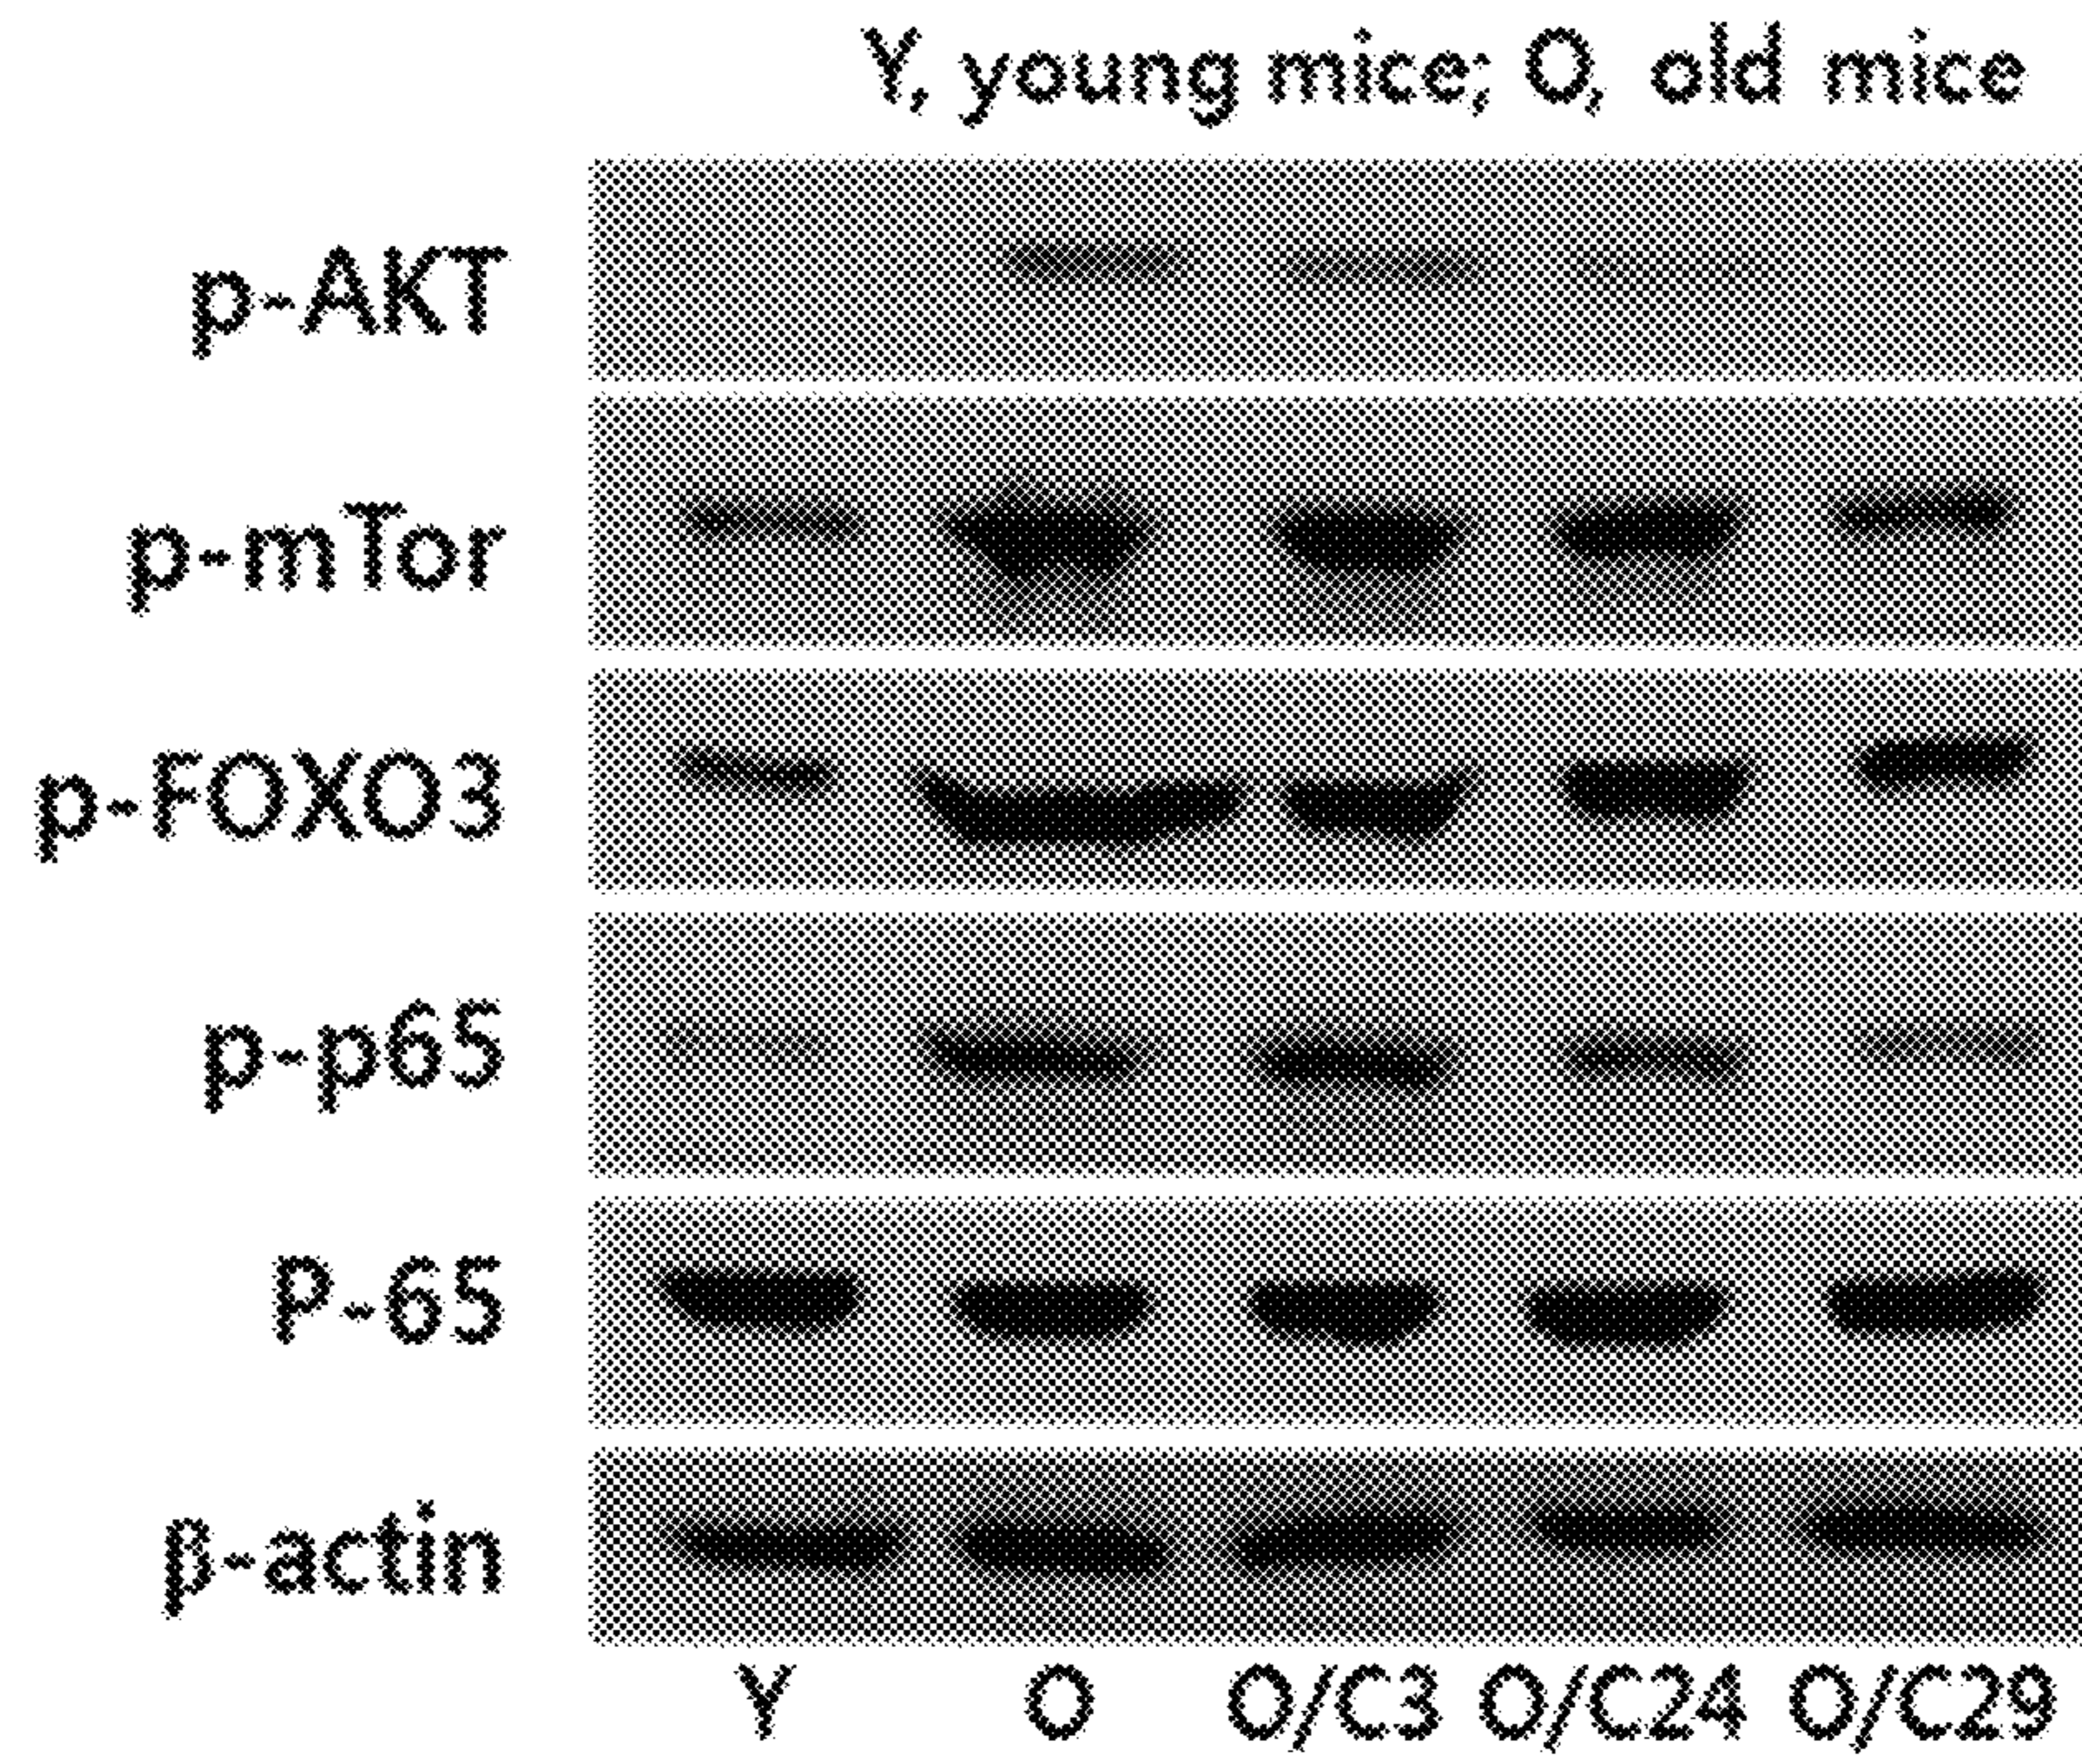 Y, young mice; O, old mice
p-AKT
p-mTor
p-FOXO3
p-p65
P-65
β-actin
Y O O/C3 O/C24 O/C29